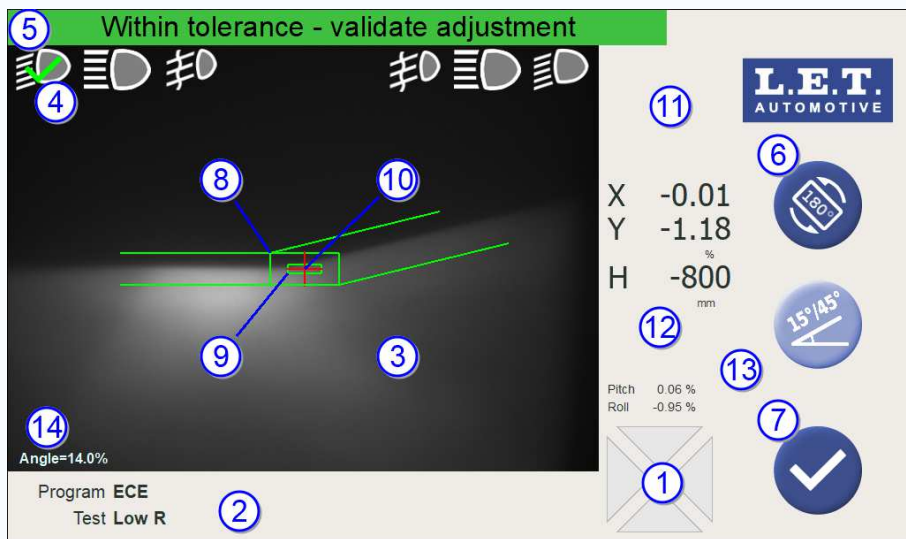 5
Within tolerance - validate adjustment
4
11
L.E.T.
AUTOMOTIVE
6
180°
8
10
X -0.01
Y -1.18
%
H -800
mm
15°/45°
9
3
12
13
Pitch 0.06 %
Roll -0.95 %
14
Angle=14.0%
7
1
Program ECE
Test Low R
2